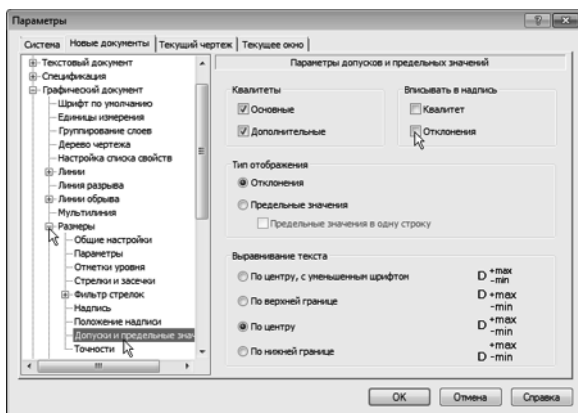 Параметры
Система Новые документы Текущий чертеж Текущее окно
Текстовый документ
Спецификация
Графический документ
Шрифт по умолчанию
Единицы измерения
Группирование слоев
Дерево чертежа
Настройка списка свойств
Линии
Линия разрыва
Линии обрыва
Мультилиния
Размеры
Общие настройки
Параметры
Отметки уровня
Стрелки и засечки
Фильтр стрелок
Надпись
Положение надписи
Допуски и предельные знач
Точности
Параметры допусков и предельных значений
Квалитеты
Основные
Дополнительные
Вписывать в надпись
Квалитет
Отклонения
Тип отображения
Отклонения
Предельные значения
Предельные значения в одну строку
Выравнивание текста
По центру, с уменьшенным шрифтом D +max -min
По верхней границе D +max -min
По центру D +max -min
По нижней границе D +max -min
OK Отмена Справка